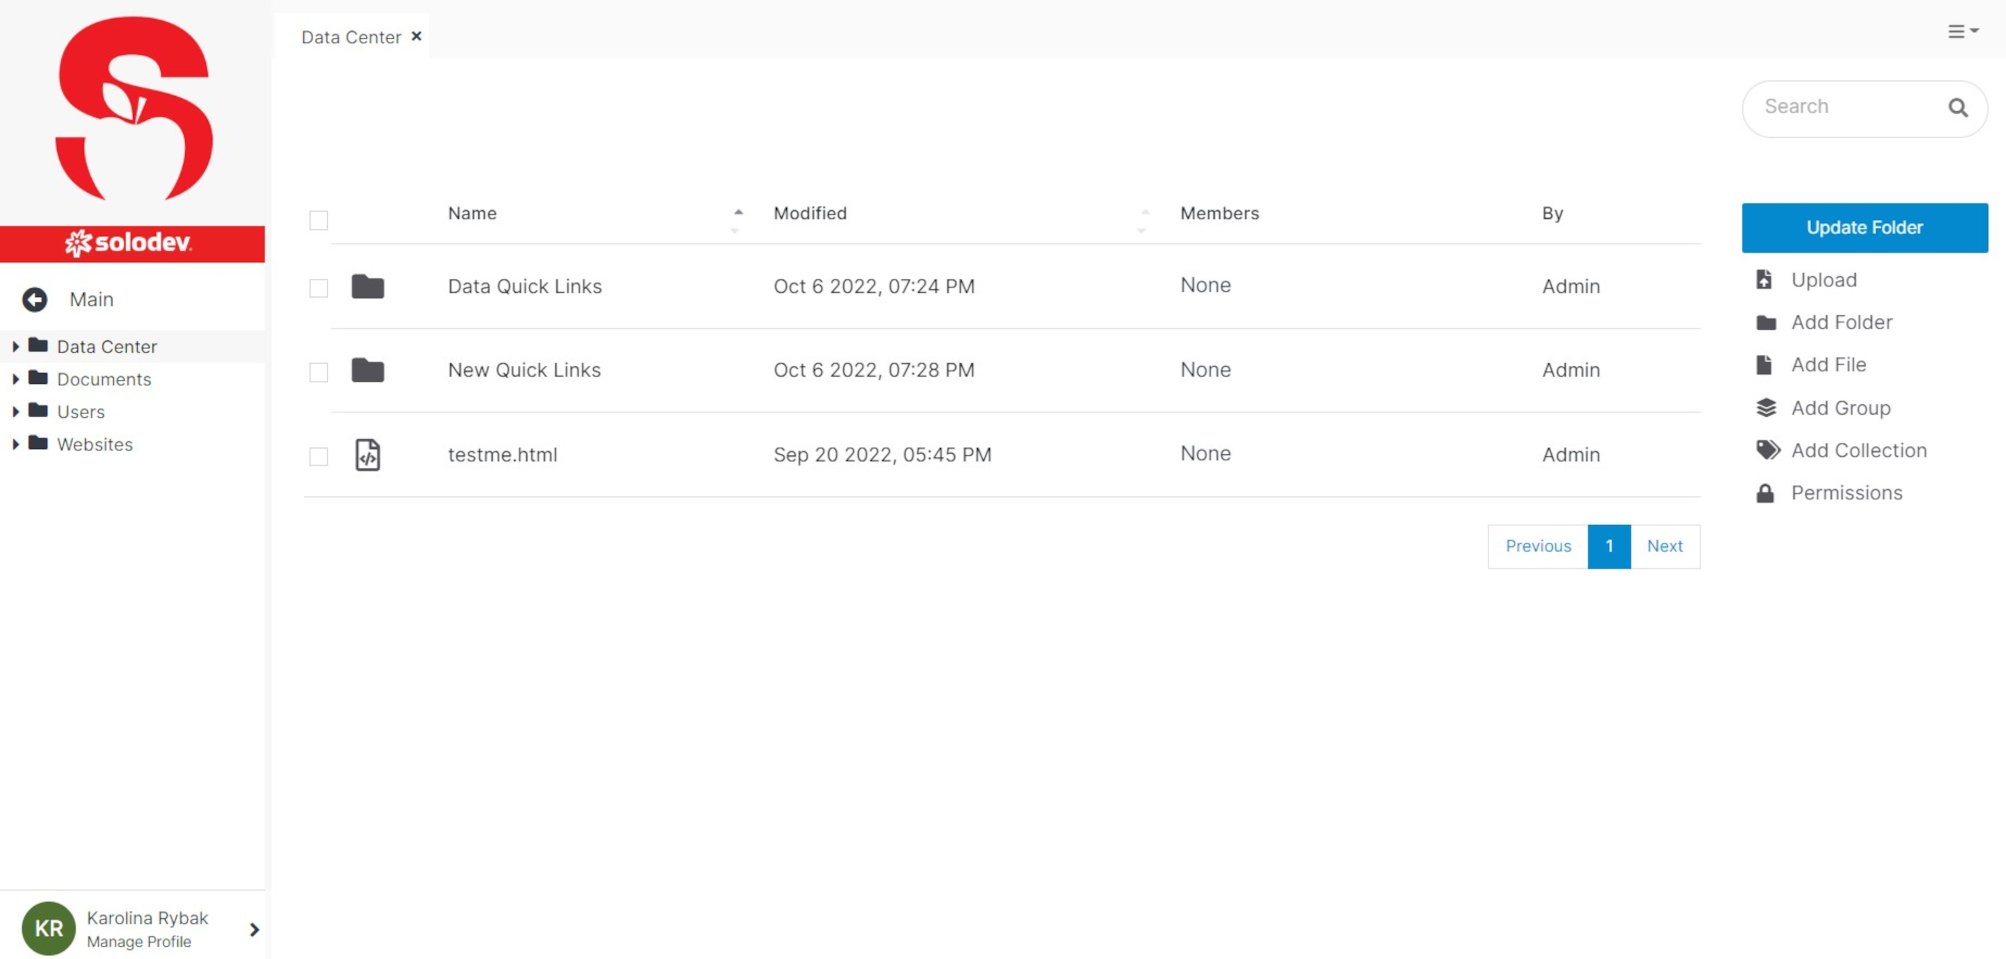 Data Center ×
Search
solodev
Main
Data Center
Documents
Users
Websites
Name Modified Members By
Data Quick Links Oct 6 2022, 07:24 PM None Admin
New Quick Links Oct 6 2022, 07:28 PM None Admin
testme.html Sep 20 2022, 05:45 PM None Admin
Previous 1 Next
Update Folder
Upload
Add Folder
Add File
Add Group
Add Collection
Permissions
KR
Karolina Rybak
Manage Profile